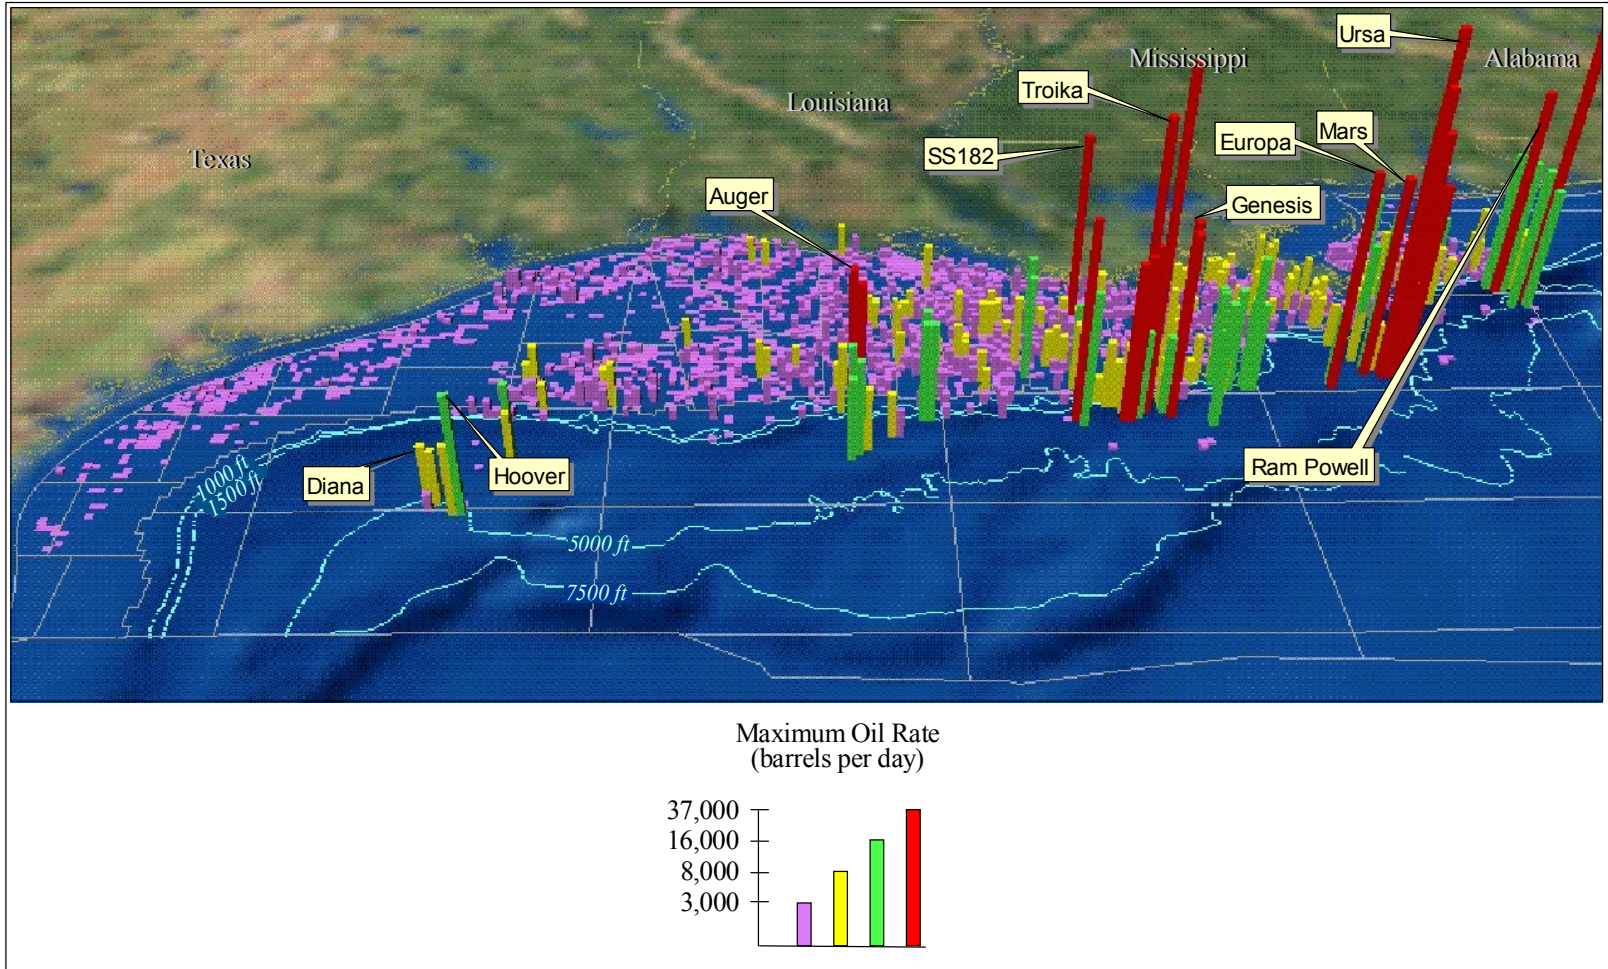 Ursa
Mississippi
Alabama
Troika
Louisiana
Mars
Europa
SS182
Texas
Auger
Genesis
Ram Powell
Hoover
Diana
1000 ft
1500 ft
5000 ft
7500 ft
Maximum Oil Rate
(barrels per day)
37,000
16,000
8,000
3,000